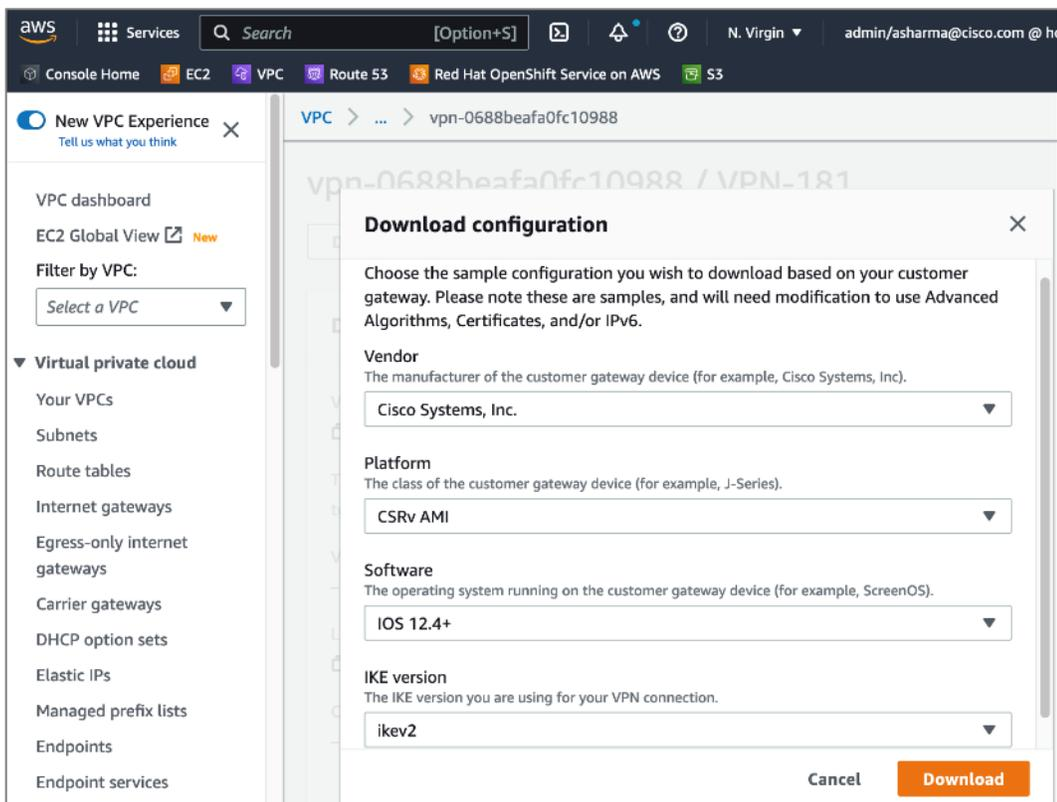 aws
Services
Search [Option+S]
N. Virgin
admin/asharma@cisco.com @ h
Console Home EC2 VPC Route 53 Red Hat OpenShift Service on AWS S3
New VPC Experience
Tell us what you think
VPC dashboard
EC2 Global View New
Filter by VPC:
Select a VPC
Virtual private cloud
Your VPCs
Subnets
Route tables
Internet gateways
Egress-only internet
gateways
Carrier gateways
DHCP option sets
Elastic IPs
Managed prefix lists
Endpoints
Endpoint services
VPC > ... > vpn-0688beafa0fc10988
vpn-0688beafa0fc10988 / VPN-181
Download configuration
Choose the sample configuration you wish to download based on your customer
gateway. Please note these are samples, and will need modification to use Advanced
Algorithms, Certificates, and/or IPv6.
Vendor
The manufacturer of the customer gateway device (for example, Cisco Systems, Inc).
Cisco Systems, Inc.
Platform
The class of the customer gateway device (for example, J-Series).
CSRv AMI
Software
The operating system running on the customer gateway device (for example, ScreenOS).
IOS 12.4+
IKE version
The IKE version you are using for your VPN connection.
ikev2
Cancel Download